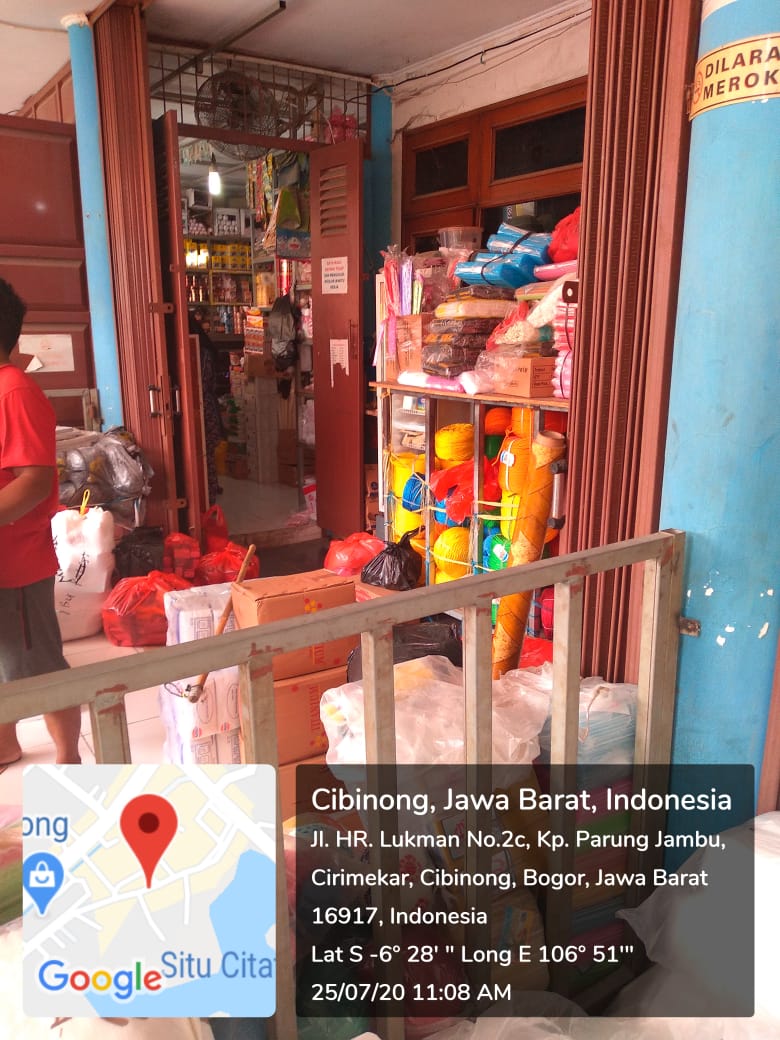 DILARA
MEROK
ong
Google
Situ Citat
Cibinong, Jawa Barat, Indonesia
Jl. HR. Lukman No.2c, Kp. Parung Jambu,
Cirimekar, Cibinong, Bogor, Jawa Barat
16917, Indonesia
Lat S -6° 28' " Long E 106° 51'"
25/07/20 11:08 AM